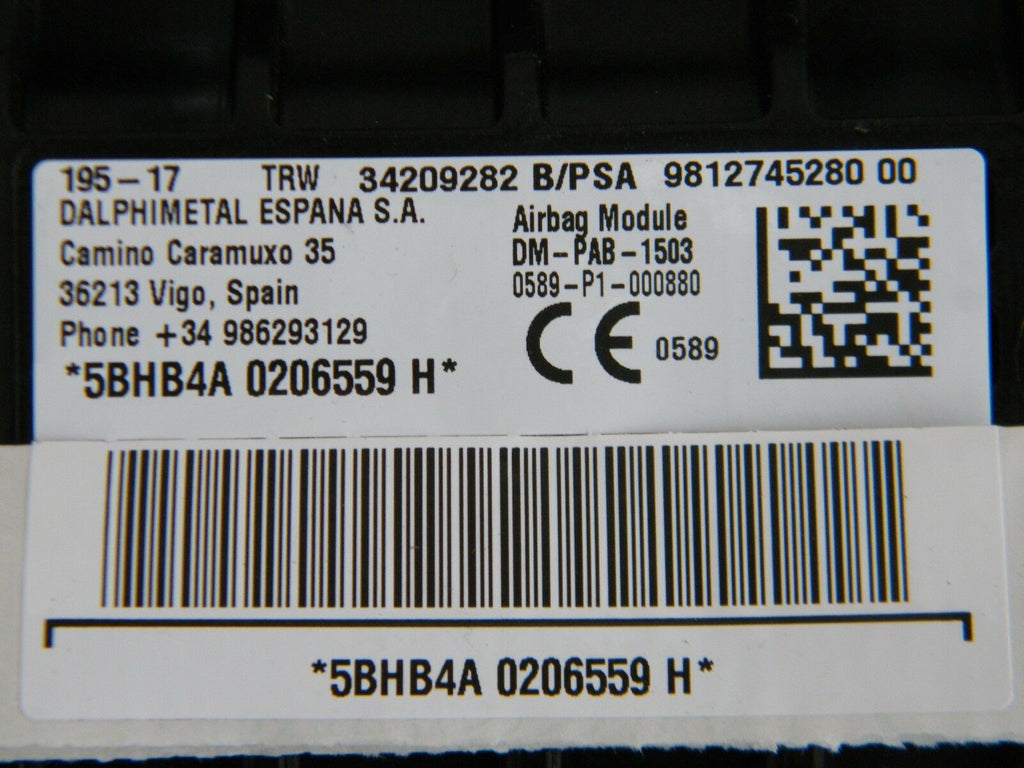 195-17 TRW 34209282 B/PSA 9812745280 00
DALPHIMETAL ESPANA S.A.
Camino Caramuxo 35
36213 Vigo, Spain
Phone +34 986293129
*5BHB4A 0206559 H*
Airbag Module
DM-PAB-1503
0589-P1-000880
CE 0589
*5BHB4A 0206559 H*